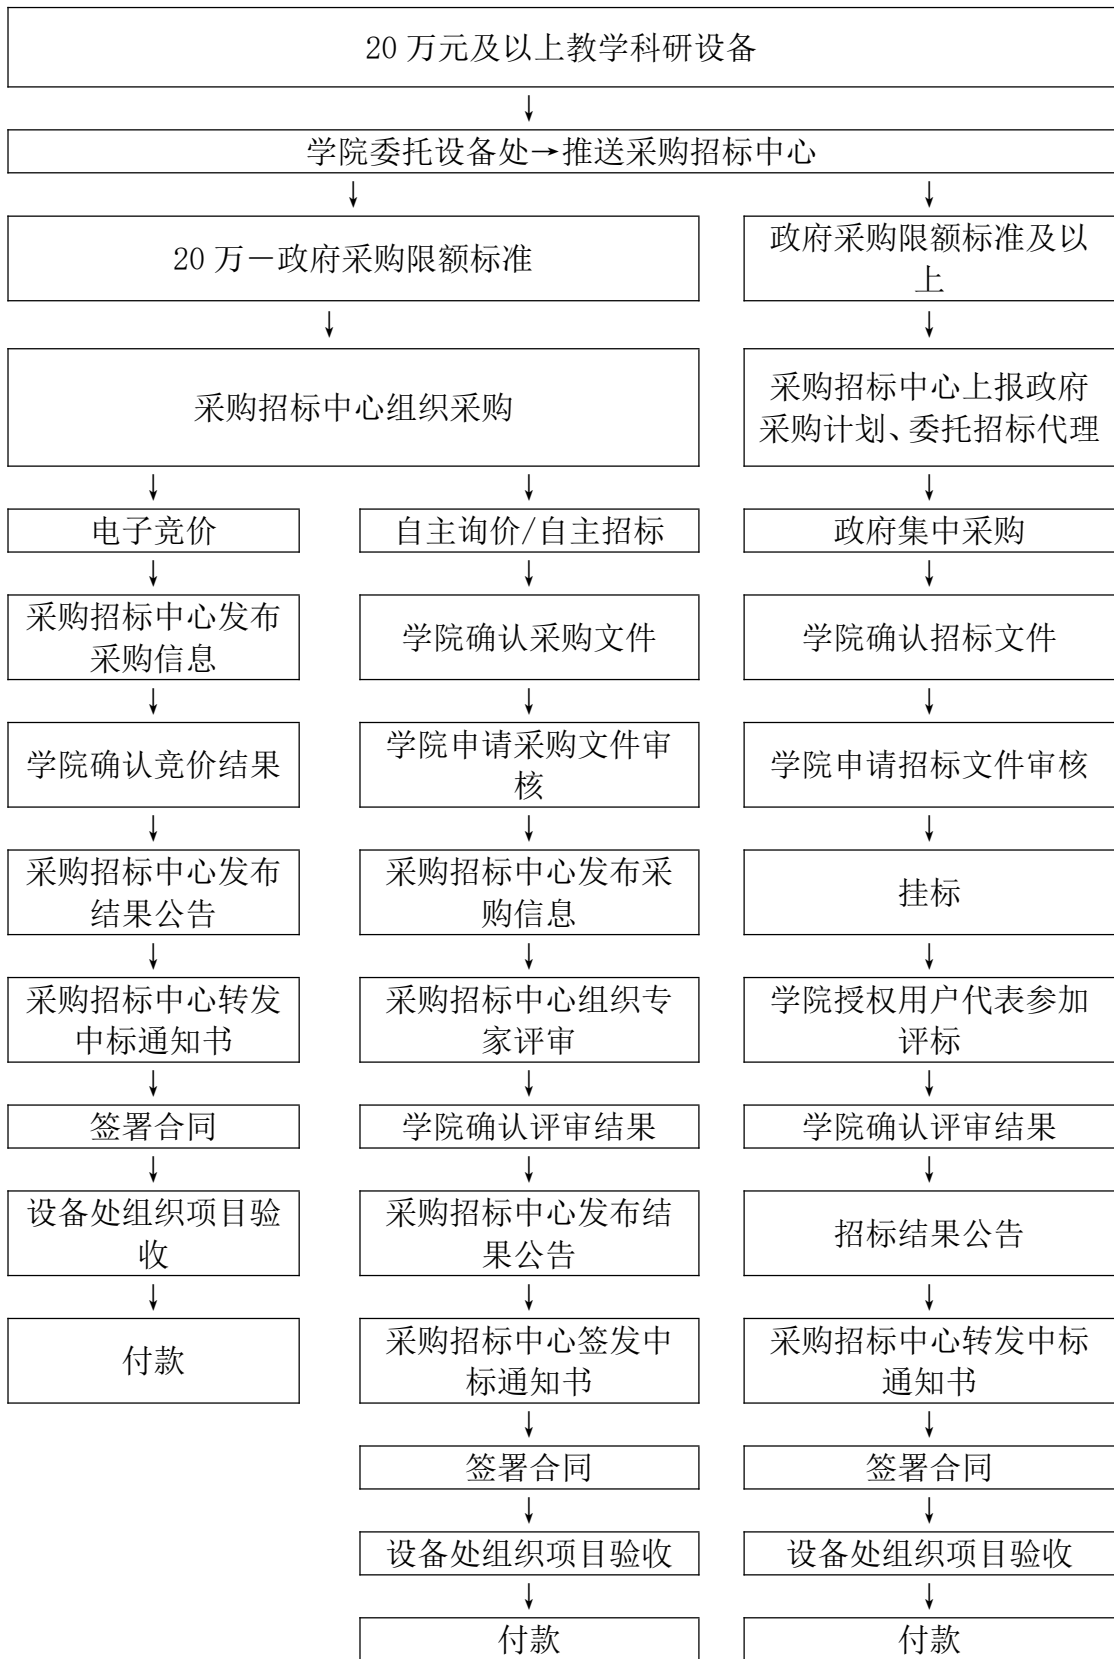 20 万元及以上教学科研设备
↓
学院委托设备处→推送采购招标中心
↓ ↓
20 万－政府采购限额标准
政府采购限额标准及以
上
↓ ↓
采购招标中心组织采购
采购招标中心上报政府
采购计划、委托招标代理
↓ ↓ ↓
电子竞价
自主询价/自主招标
政府集中采购
↓ ↓ ↓
采购招标中心发布
采购信息
学院确认采购文件
学院确认招标文件
↓ ↓ ↓
学院确认竞价结果
学院申请采购文件审
核
学院申请招标文件审核
↓ ↓ ↓
采购招标中心发布
结果公告
采购招标中心发布采
购信息
挂标
↓ ↓ ↓
采购招标中心转发
中标通知书
采购招标中心组织专
家评审
学院授权用户代表参加
评标
↓ ↓ ↓
签署合同
学院确认评审结果
学院确认评审结果
↓ ↓ ↓
设备处组织项目验
收
采购招标中心发布结
果公告
招标结果公告
↓ ↓ ↓
付款
采购招标中心签发中
标通知书
采购招标中心转发中标
通知书
↓ ↓
签署合同
签署合同
↓ ↓
设备处组织项目验收
设备处组织项目验收
↓ ↓
付款
付款